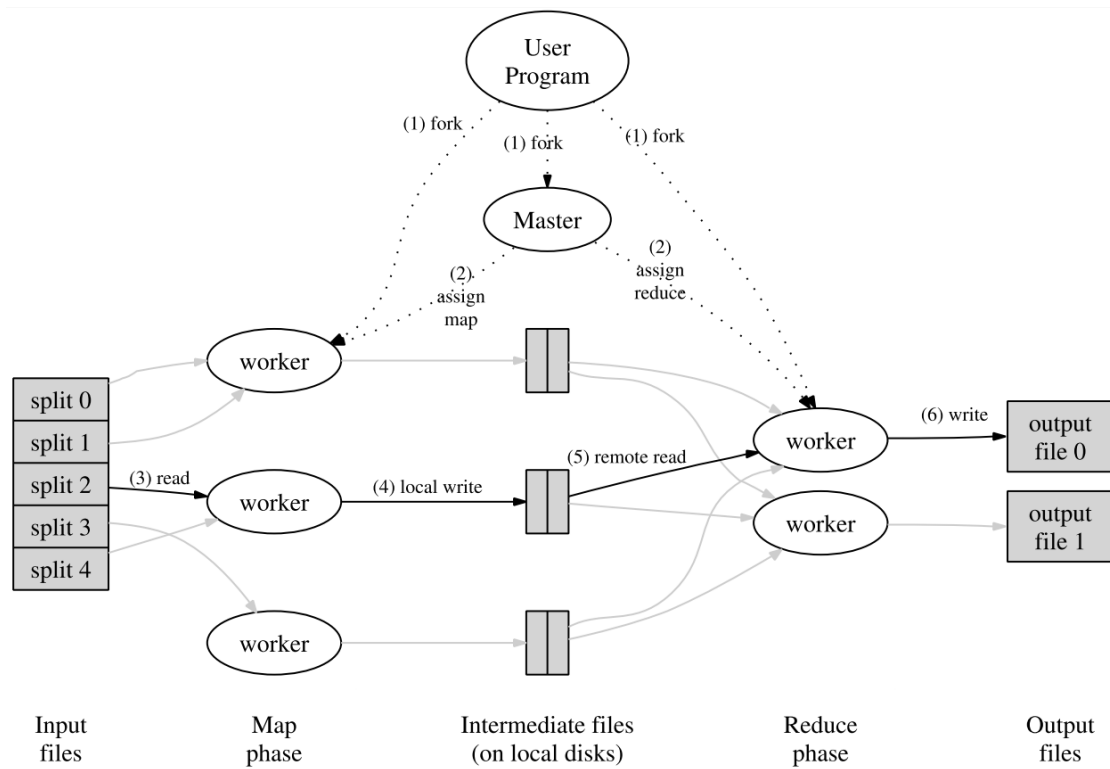 User
Program
(1) fork
(1) fork
(1) fork
Master
(2)
assign
map
(2)
assign
reduce
worker
split 0
split 1
split 2
split 3
split 4
(3) read
worker
(4) local write
(5) remote read
worker
(6) write
output
file 0
worker
output
file 1
worker
Input
files
Map
phase
Intermediate files
(on local disks)
Reduce
phase
Output
files